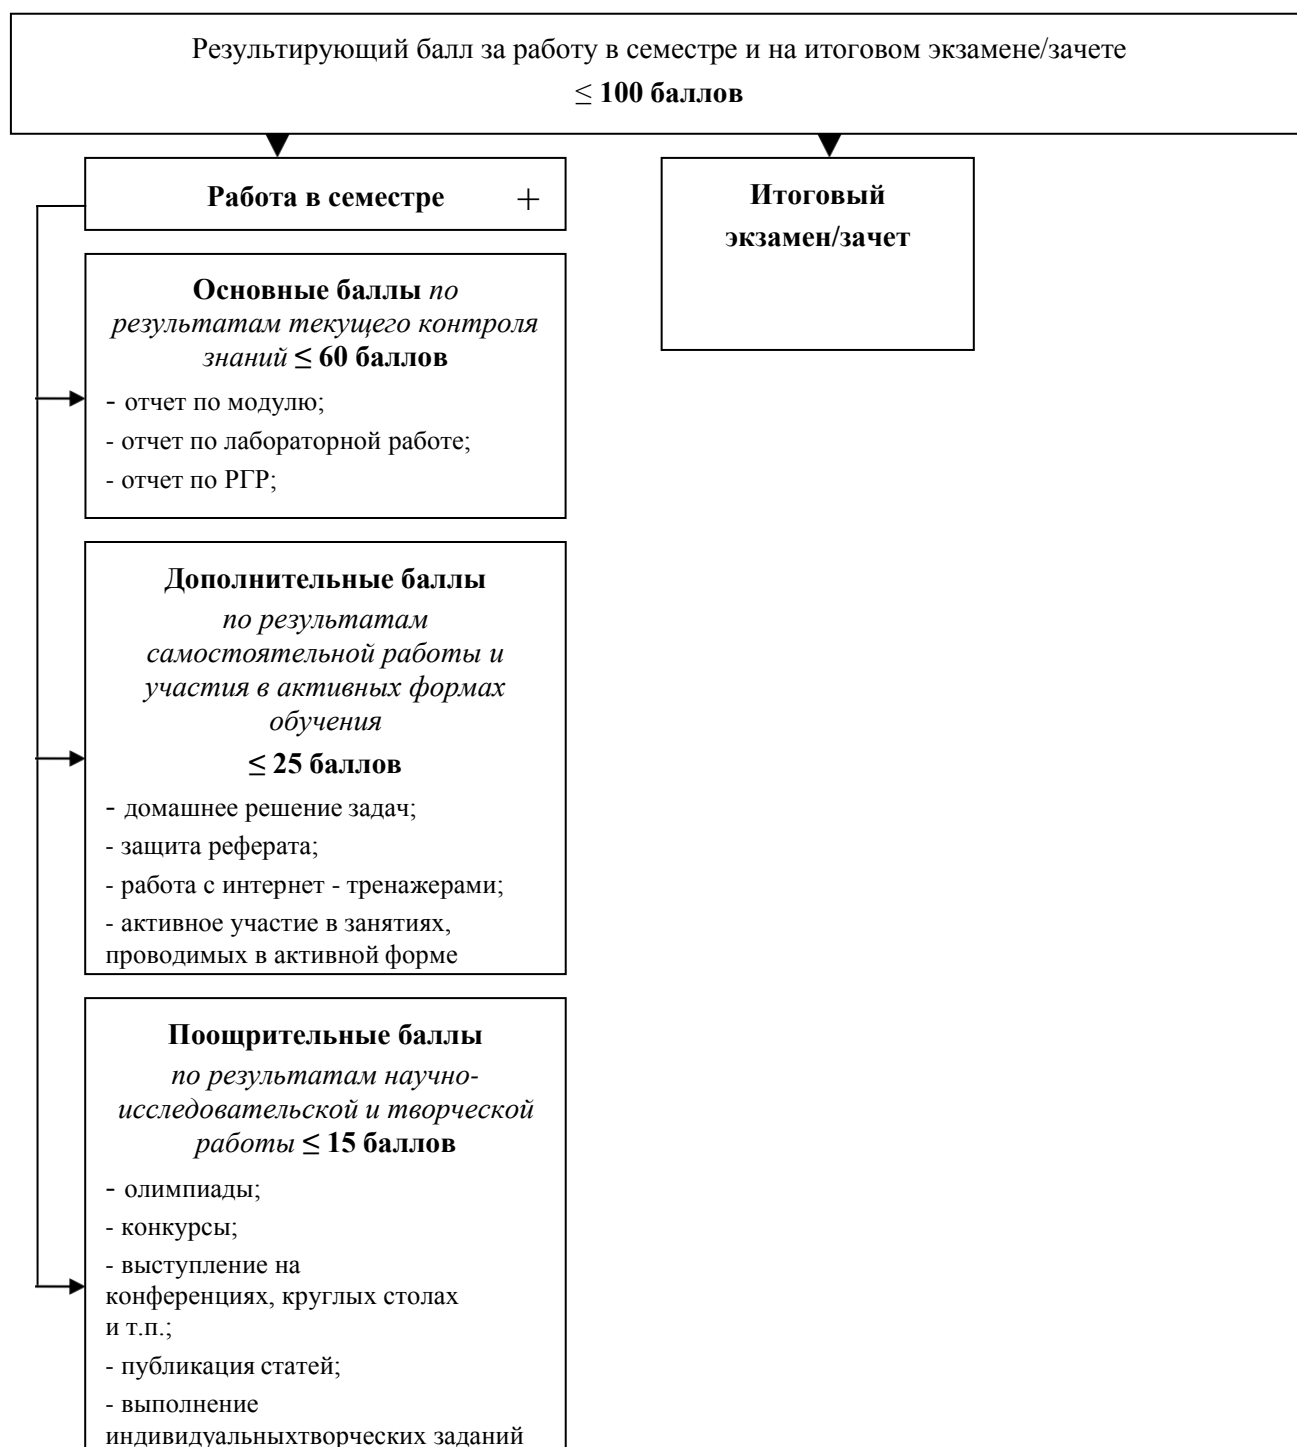 Результирующий балл за работу в семестре и на итоговом экзамене/зачете
≤ 100 баллов
Работа в семестре +
Итоговый
экзамен/зачет
Основные баллы по
результатам текущего контроля
знаний ≤ 60 баллов
- отчет по модулю;
- отчет по лабораторной работе;
- отчет по РГР;
Дополнительные баллы
по результатам
самостоятельной работы и
участия в активных формах
обучения
≤ 25 баллов
- домашнее решение задач;
- защита реферата;
- работа с интернет - тренажерами;
- активное участие в занятиях,
проводимых в активной форме
Поощрительные баллы
по результатам научно-
исследовательской и творческой
работы ≤ 15 баллов
- олимпиады;
- конкурсы;
- выступление на
конференциях, круглых столах
и т.п.;
- публикация статей;
- выполнение
индивидуальныхтворческих заданий